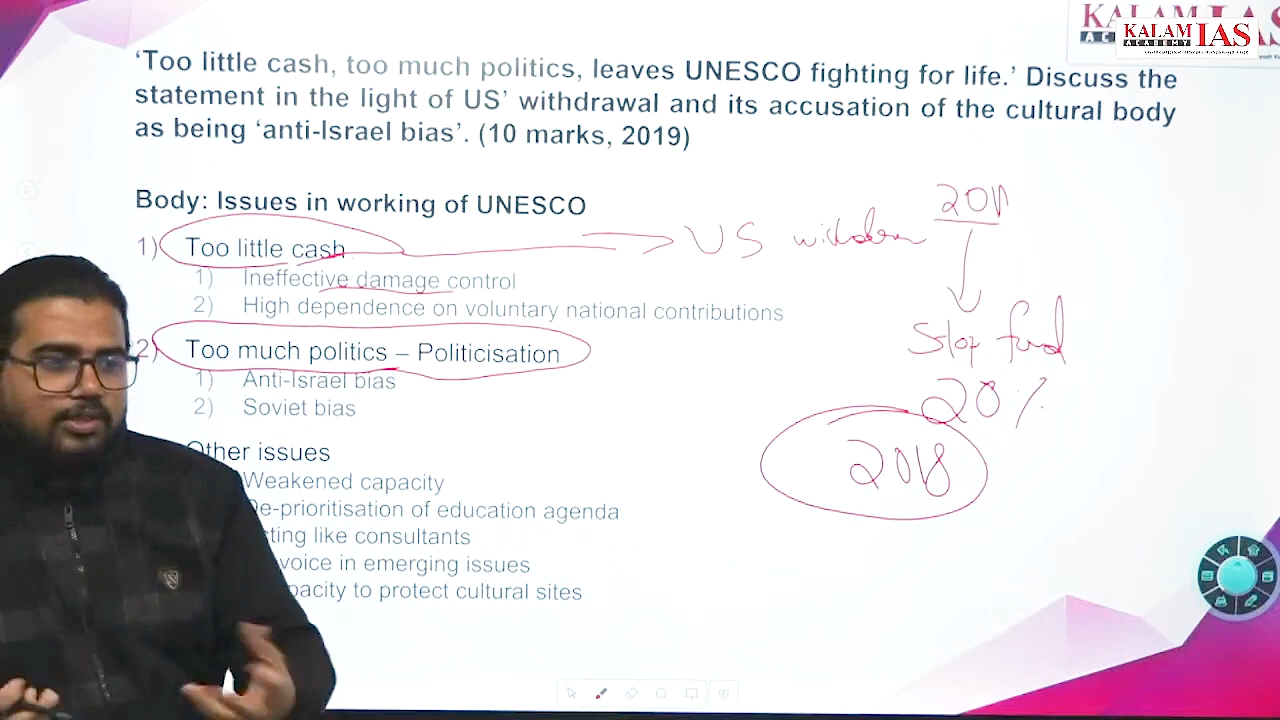 KALAM IAS
KALAM IAS
ACADEMY
'Too little cash, too much politics, leaves UNESCO fighting for life.' Discuss the
statement in the light of US' withdrawal and its accusation of the cultural body
as being 'anti-Israel bias'. (10 marks, 2019)
Body: Issues in working of UNESCO
1) Too little cash
1) Ineffective damage control
2) High dependence on voluntary national contributions
2) Too much politics – Politicisation
1) Anti-Israel bias
2) Soviet bias
Other issues
Weakened capacity
De-prioritisation of education agenda
cting like consultants
voice in emerging issues
pacity to protect cultural sites
US withdrawn 2011
Stop fund
20%
2018